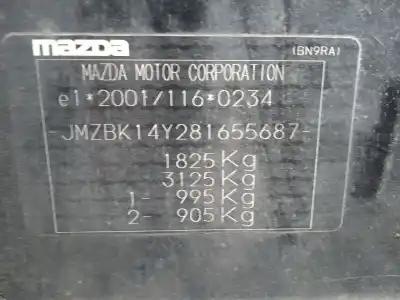 mazda
(BN9RA)
MAZDA MOTOR CORPORATION
e1*2001/116*0234
-JMZBK14Y281655687-
1825 Kg
3125 Kg
1- 995 Kg
2- 905 Kg